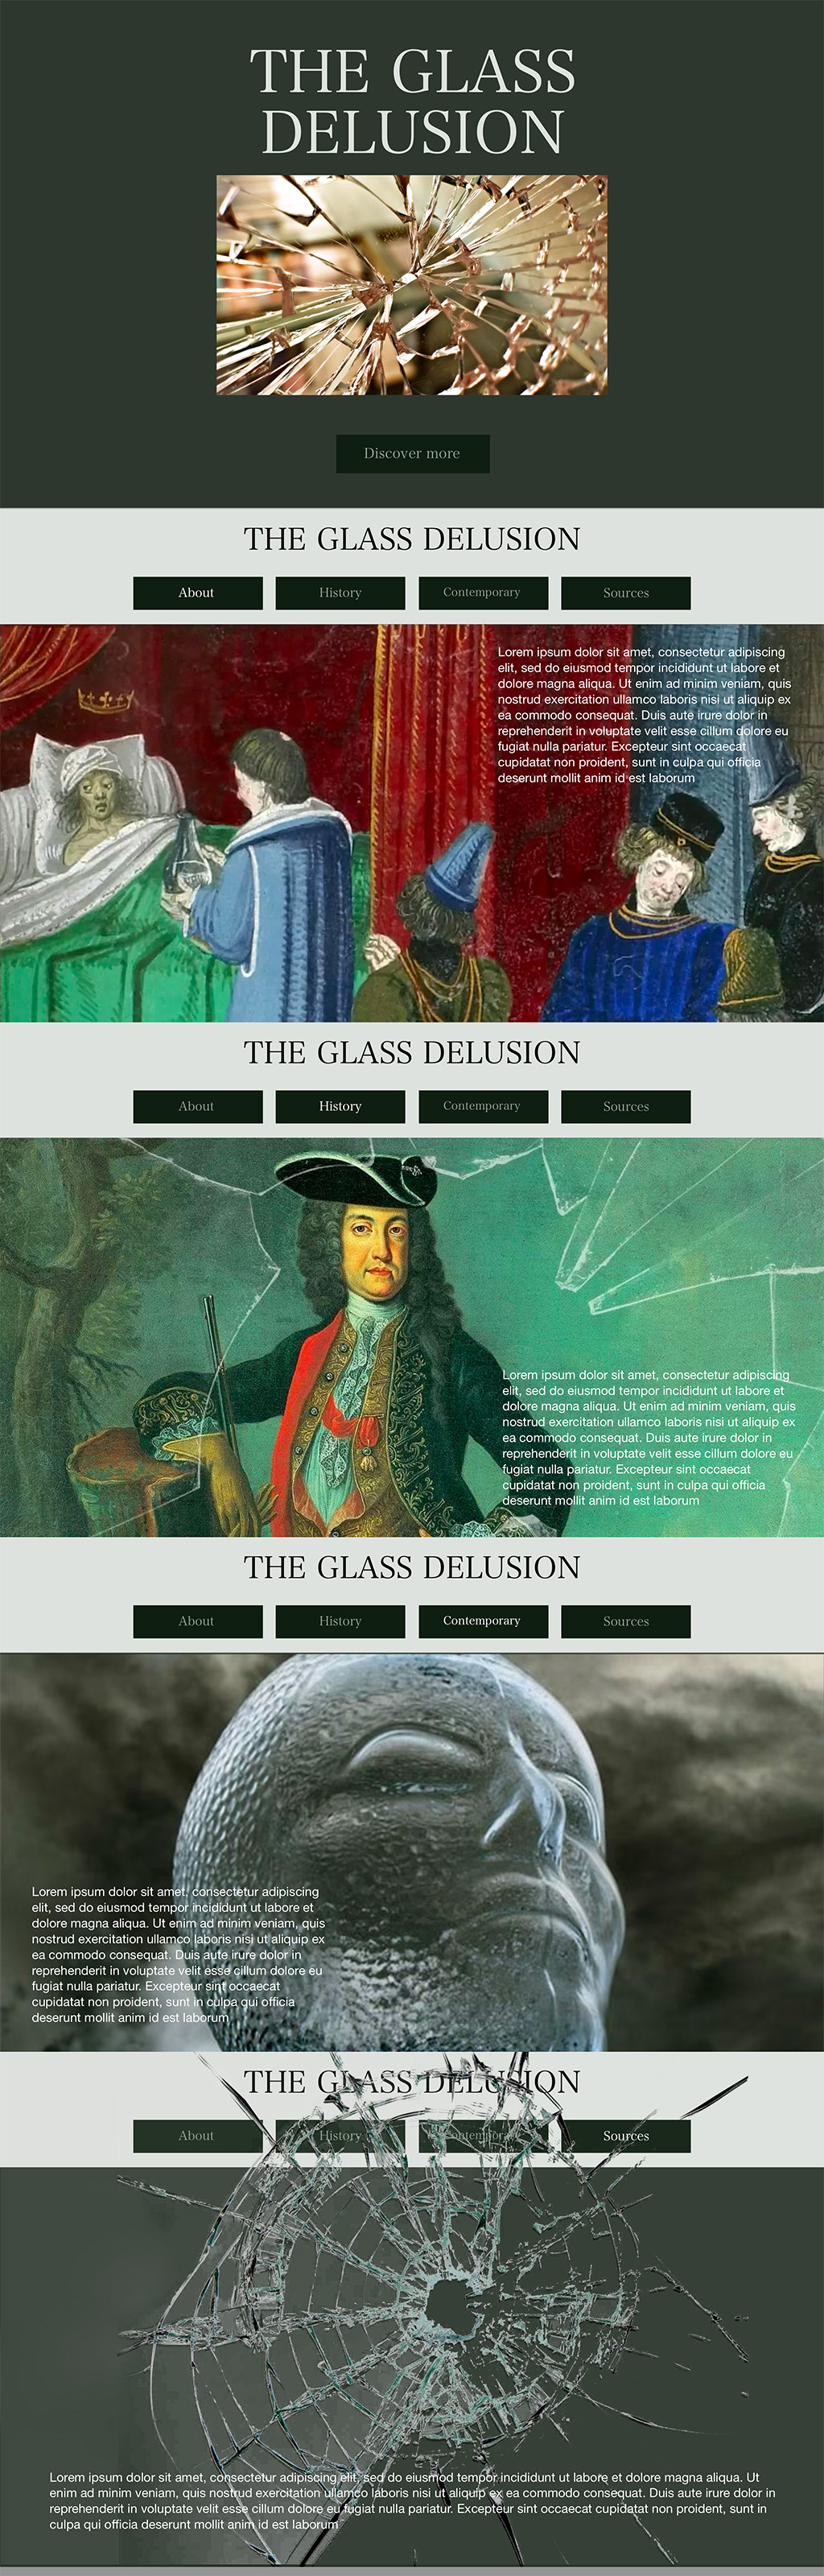 THE GLASS
DELUSION
Discover more
THE GLASS DELUSION
About History Contemporary Sources
Lorem ipsum dolor sit amet, consectetur adipiscing
elit, sed do eiusmod tempor incididunt ut labore et
dolore magna aliqua. Ut enim ad minim veniam, quis
nostrud exercitation ullamco laboris nisi ut aliquip ex
ea commodo consequat. Duis aute irure dolor in
reprehenderit in voluptate velit esse cillum dolore eu
fugiat nulla pariatur. Excepteur sint occaecat
cupidatat non proident, sunt in culpa qui officia
deserunt mollit anim id est laborum
THE GLASS DELUSION
About History Contemporary Sources
Lorem ipsum dolor sit amet, consectetur adipiscing
elit, sed do eiusmod tempor incididunt ut labore et
dolore magna aliqua. Ut enim ad minim veniam, quis
nostrud exercitation ullamco laboris nisi ut aliquip ex
ea commodo consequat. Duis aute irure dolor in
reprehenderit in voluptate velit esse cillum dolore eu
fugiat nulla pariatur. Excepteur sint occaecat
cupidatat non proident, sunt in culpa qui officia
deserunt mollit anim id est laborum
THE GLASS DELUSION
About History Contemporary Sources
Lorem ipsum dolor sit amet, consectetur adipiscing
elit, sed do eiusmod tempor incididunt ut labore et
dolore magna aliqua. Ut enim ad minim veniam, quis
nostrud exercitation ullamco laboris nisi ut aliquip ex
ea commodo consequat. Duis aute irure dolor in
reprehenderit in voluptate velit esse cillum dolore eu
fugiat nulla pariatur. Excepteur sint occaecat
cupidatat non proident, sunt in culpa qui officia
deserunt mollit anim id est laborum
THE GLASS DELUSION
About History Contemporary Sources
Lorem ipsum dolor sit amet, consectetur adipiscing elit, sed do eiusmod tempor incididunt ut labore et dolore magna aliqua. Ut
enim ad minim veniam, quis nostrud exercitation ullamco laboris nisi ut aliquip ex ea commodo consequat. Duis aute irure dolor in
reprehenderit in voluptate velit esse cillum dolore eu fugiat nulla pariatur. Excepteur sint occaecat cupidatat non proident, sunt in
culpa qui officia deserunt mollit anim id est laborum